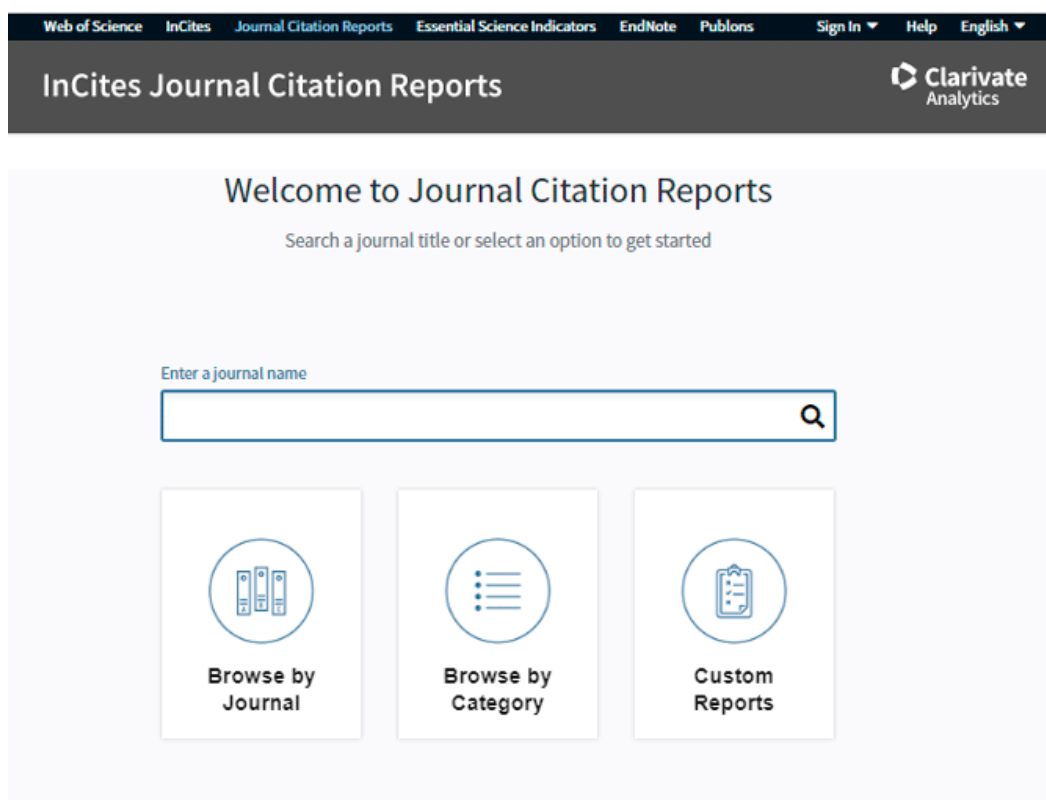 Web of Science InCites Journal Citation Reports Essential Science Indicators EndNote Publons Sign In Help English
InCites Journal Citation Reports
Clarivate
Analytics
Welcome to Journal Citation Reports
Search a journal title or select an option to get started
Enter a journal name
Browse by
Journal
Browse by
Category
Custom
Reports